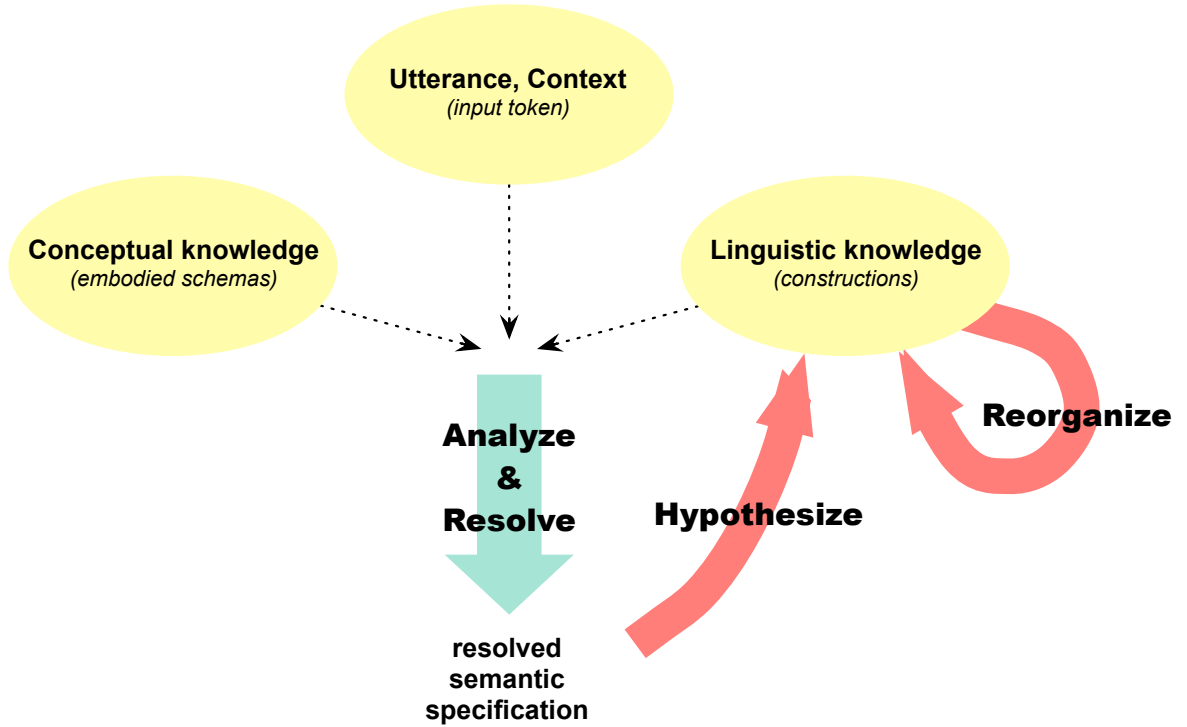 Utterance, Context
(input token)
Conceptual knowledge
(embodied schemas)
Linguistic knowledge
(constructions)
Analyze
&
Resolve
Hypothesize
Reorganize
resolved
semantic
specification